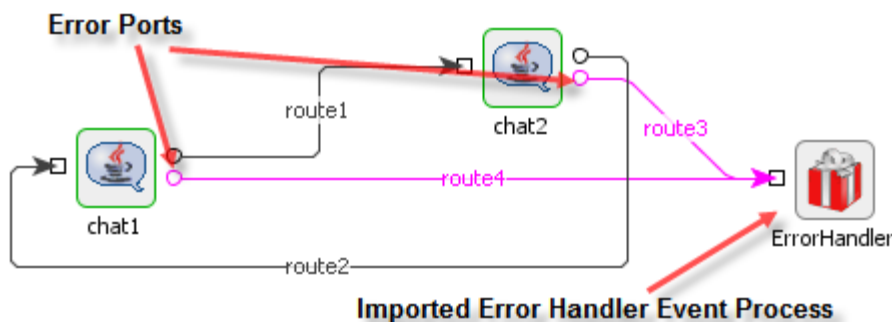 Error Ports
route1
chat2
route3
chat1
route4
ErrorHandler
route2
Imported Error Handler Event Process